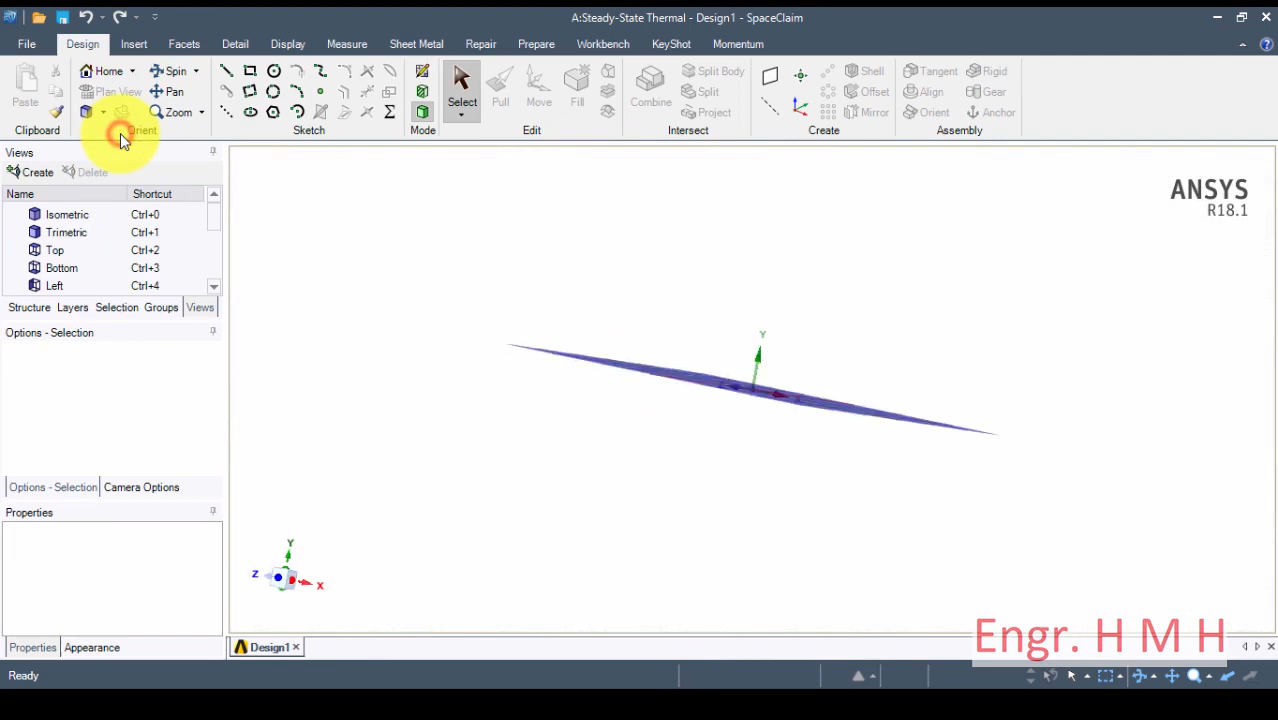 A:Steady-State Thermal - Design1 - SpaceClaim
File Design Insert Facets Detail Display Measure Sheet Metal Repair Prepare Workbench KeyShot Momentum
Home Spin Select Pull Move Fill Combine Split Body Shell Tangent Rigid
Paste Plan View Pan Split Offset Align Gear
Zoom Project Mirror Orient Anchor
Clipboard Orient Sketch Mode Edit Intersect Create Assembly
Views
Create Delete
Name Shortcut
Isometric Ctrl+0
Trimetric Ctrl+1
Top Ctrl+2
Bottom Ctrl+3
Left Ctrl+4
Structure Layers Selection Groups Views
Options - Selection
Options - Selection Camera Options
Properties
Properties Appearance
ANSYS
R18.1
Y
Y
Z
X
Design1
Engr. H M H
Ready